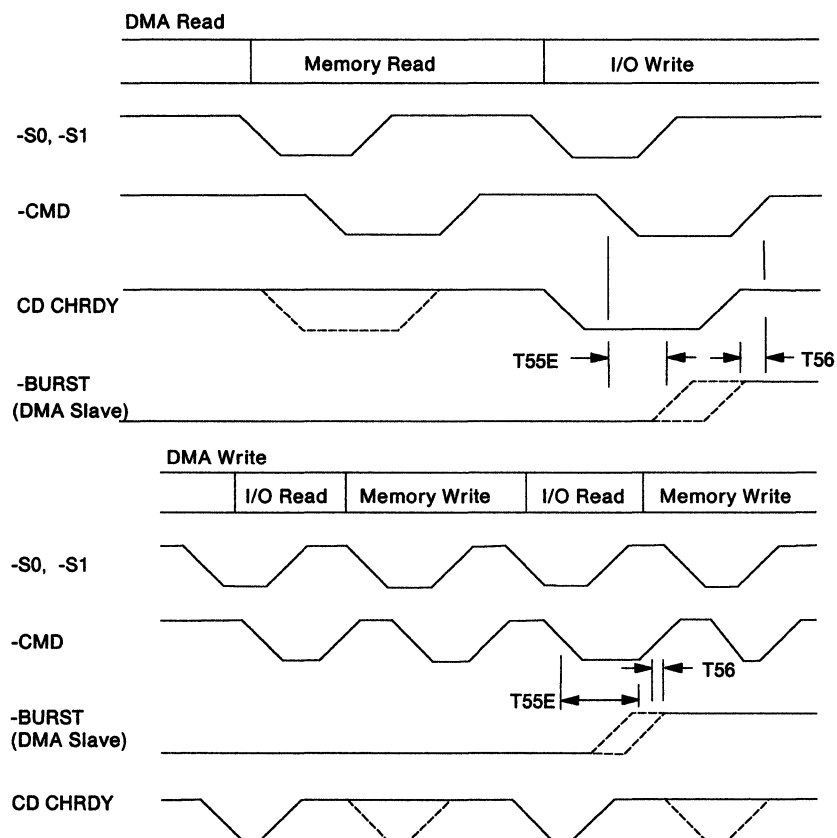 DMA Read
Memory Read I/O Write
-S0, -S1
-CMD
CD CHRDY
T55E T56
-BURST
(DMA Slave)
DMA Write
I/O Read Memory Write I/O Read Memory Write
-S0, -S1
-CMD
T56
T55E
-BURST
(DMA Slave)
CD CHRDY